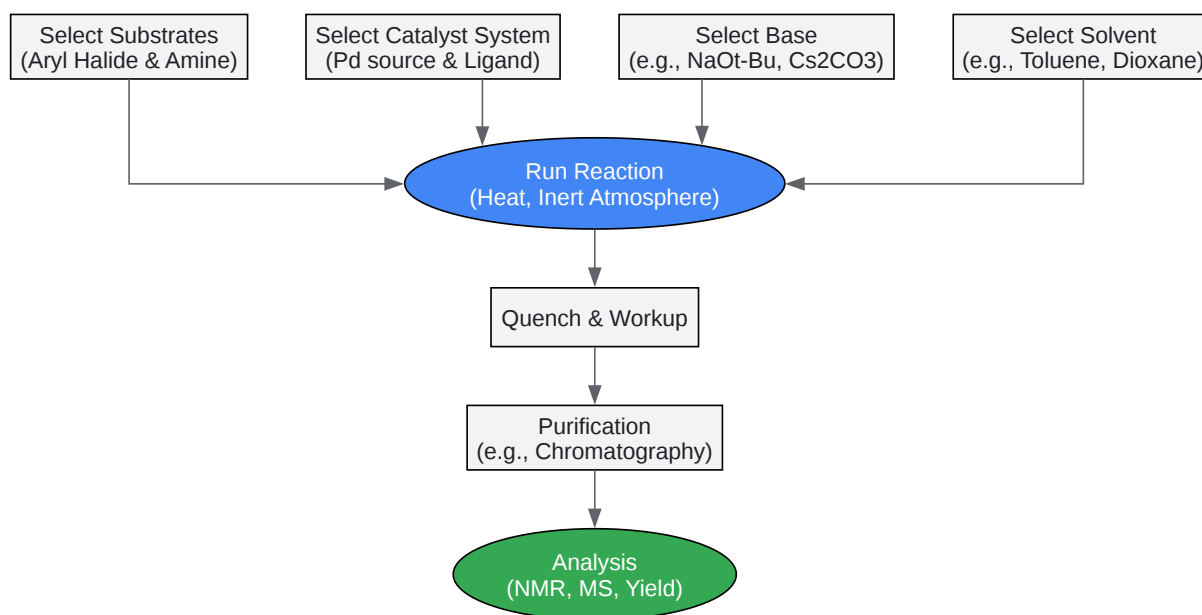 Select Substrates
(Aryl Halide & Amine)
Select Catalyst System
(Pd source & Ligand)
Select Base
(e.g., NaOt-Bu, Cs2CO3)
Select Solvent
(e.g., Toluene, Dioxane)
Run Reaction
(Heat, Inert Atmosphere)
Quench & Workup
Purification
(e.g., Chromatography)
Analysis
(NMR, MS, Yield)